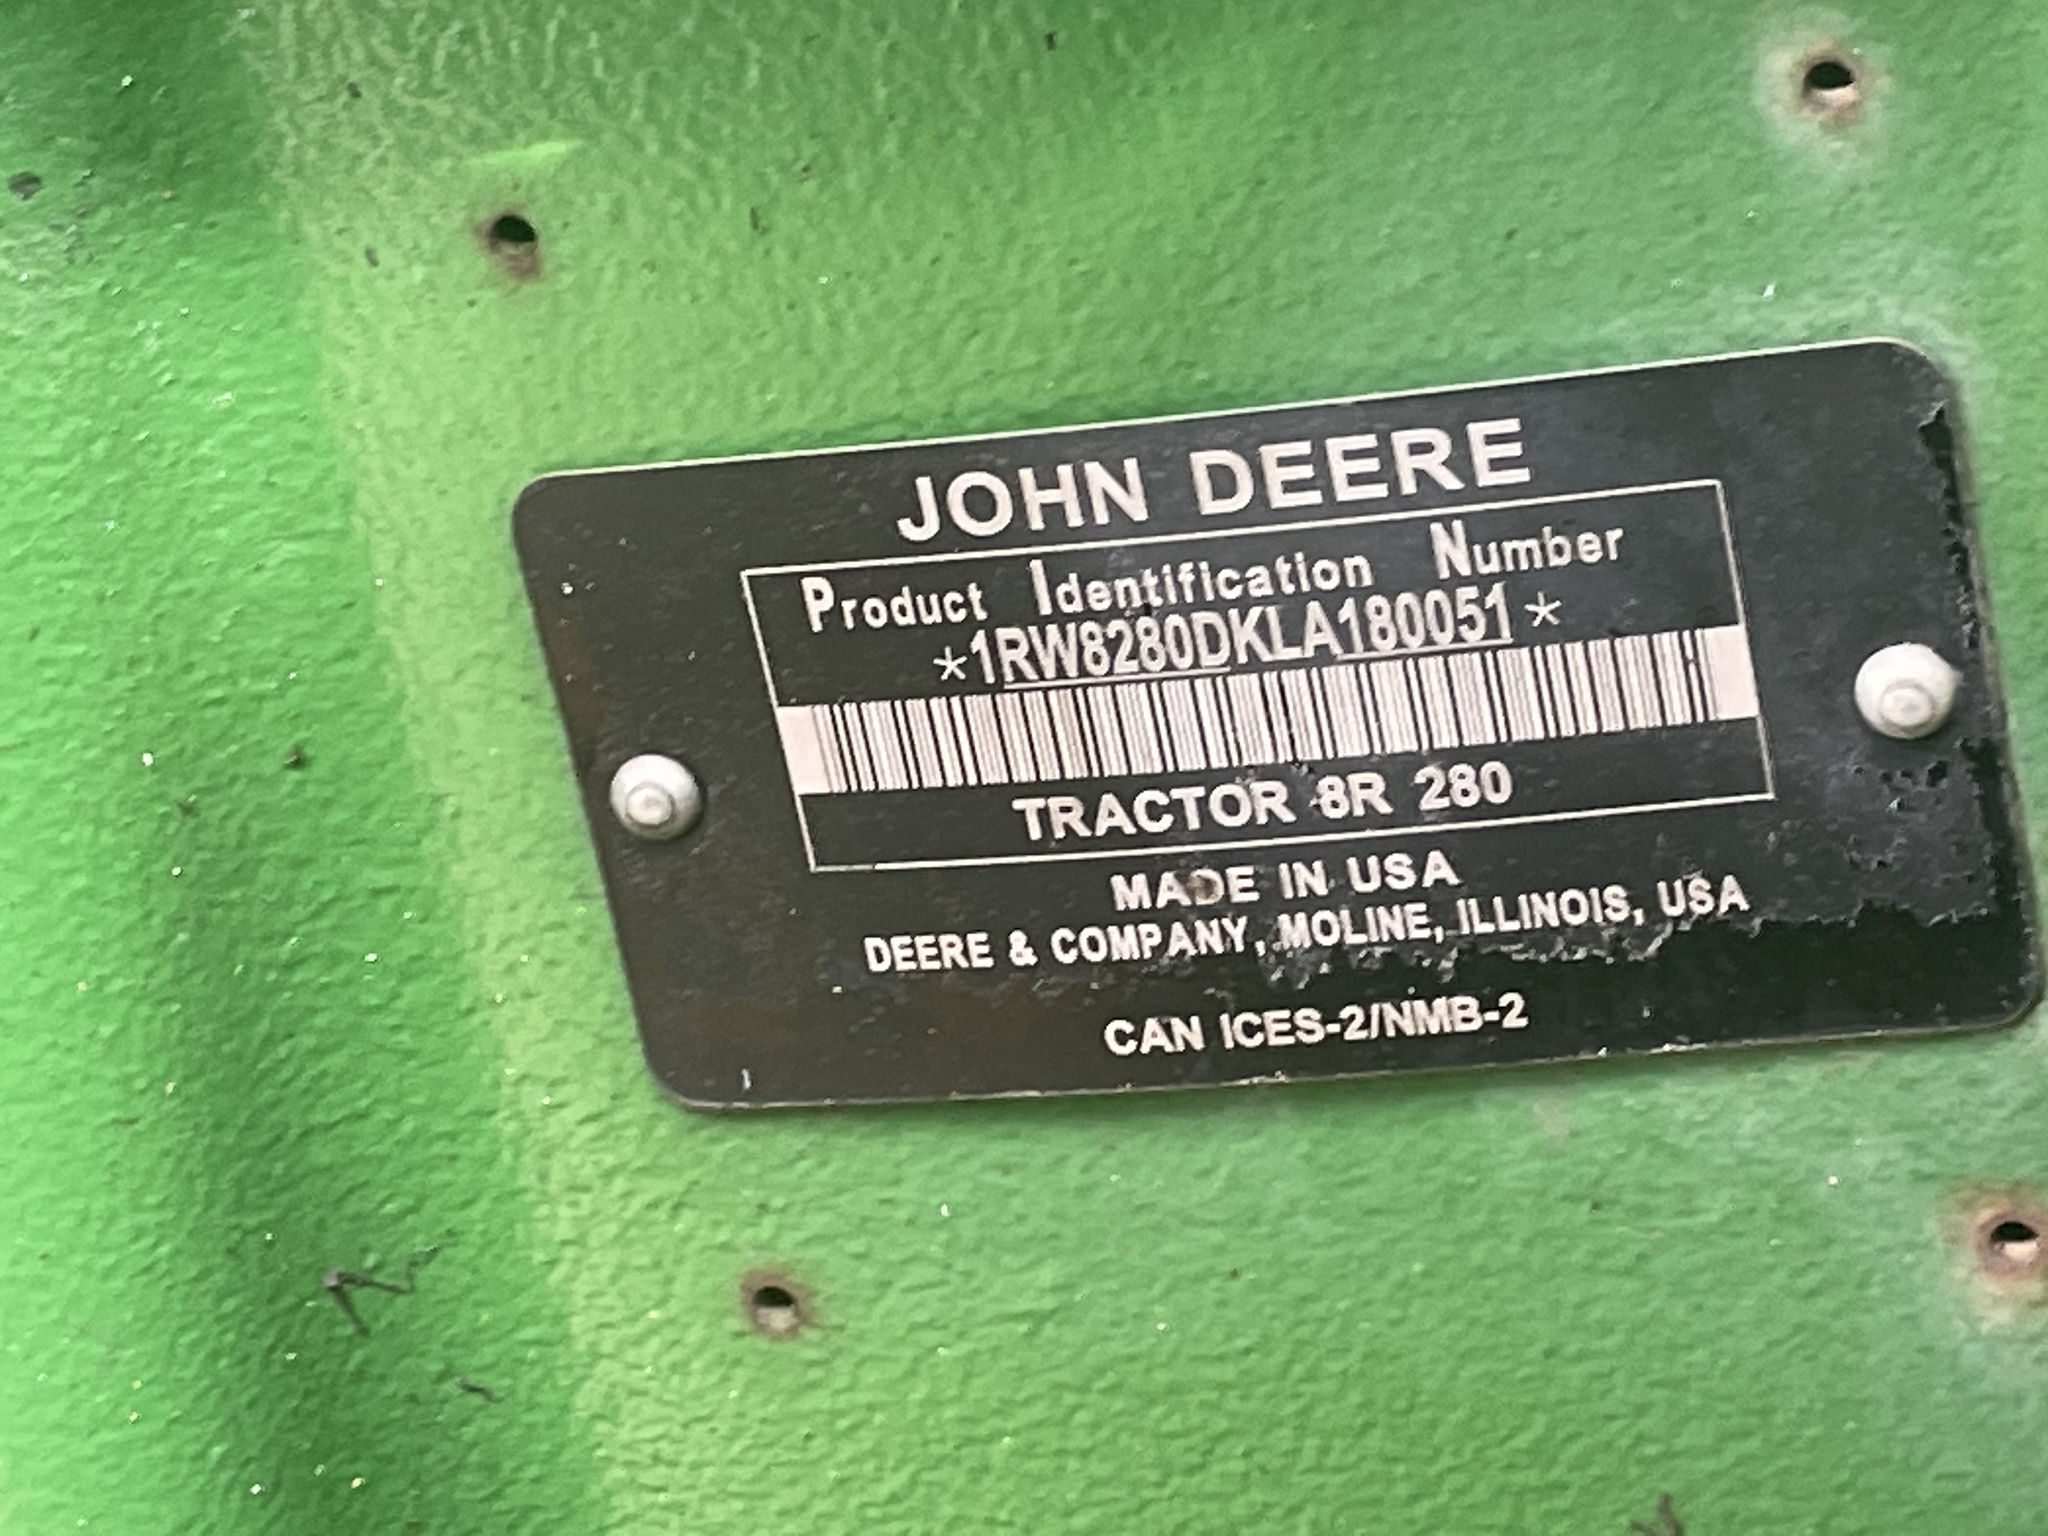 JOHN DEERE
Product Identification Number
*1RW8280DKLA180051*
TRACTOR 8R 280
MADE IN USA
DEERE & COMPANY, MOLINE, ILLINOIS, USA
CAN ICES-2/NMB-2